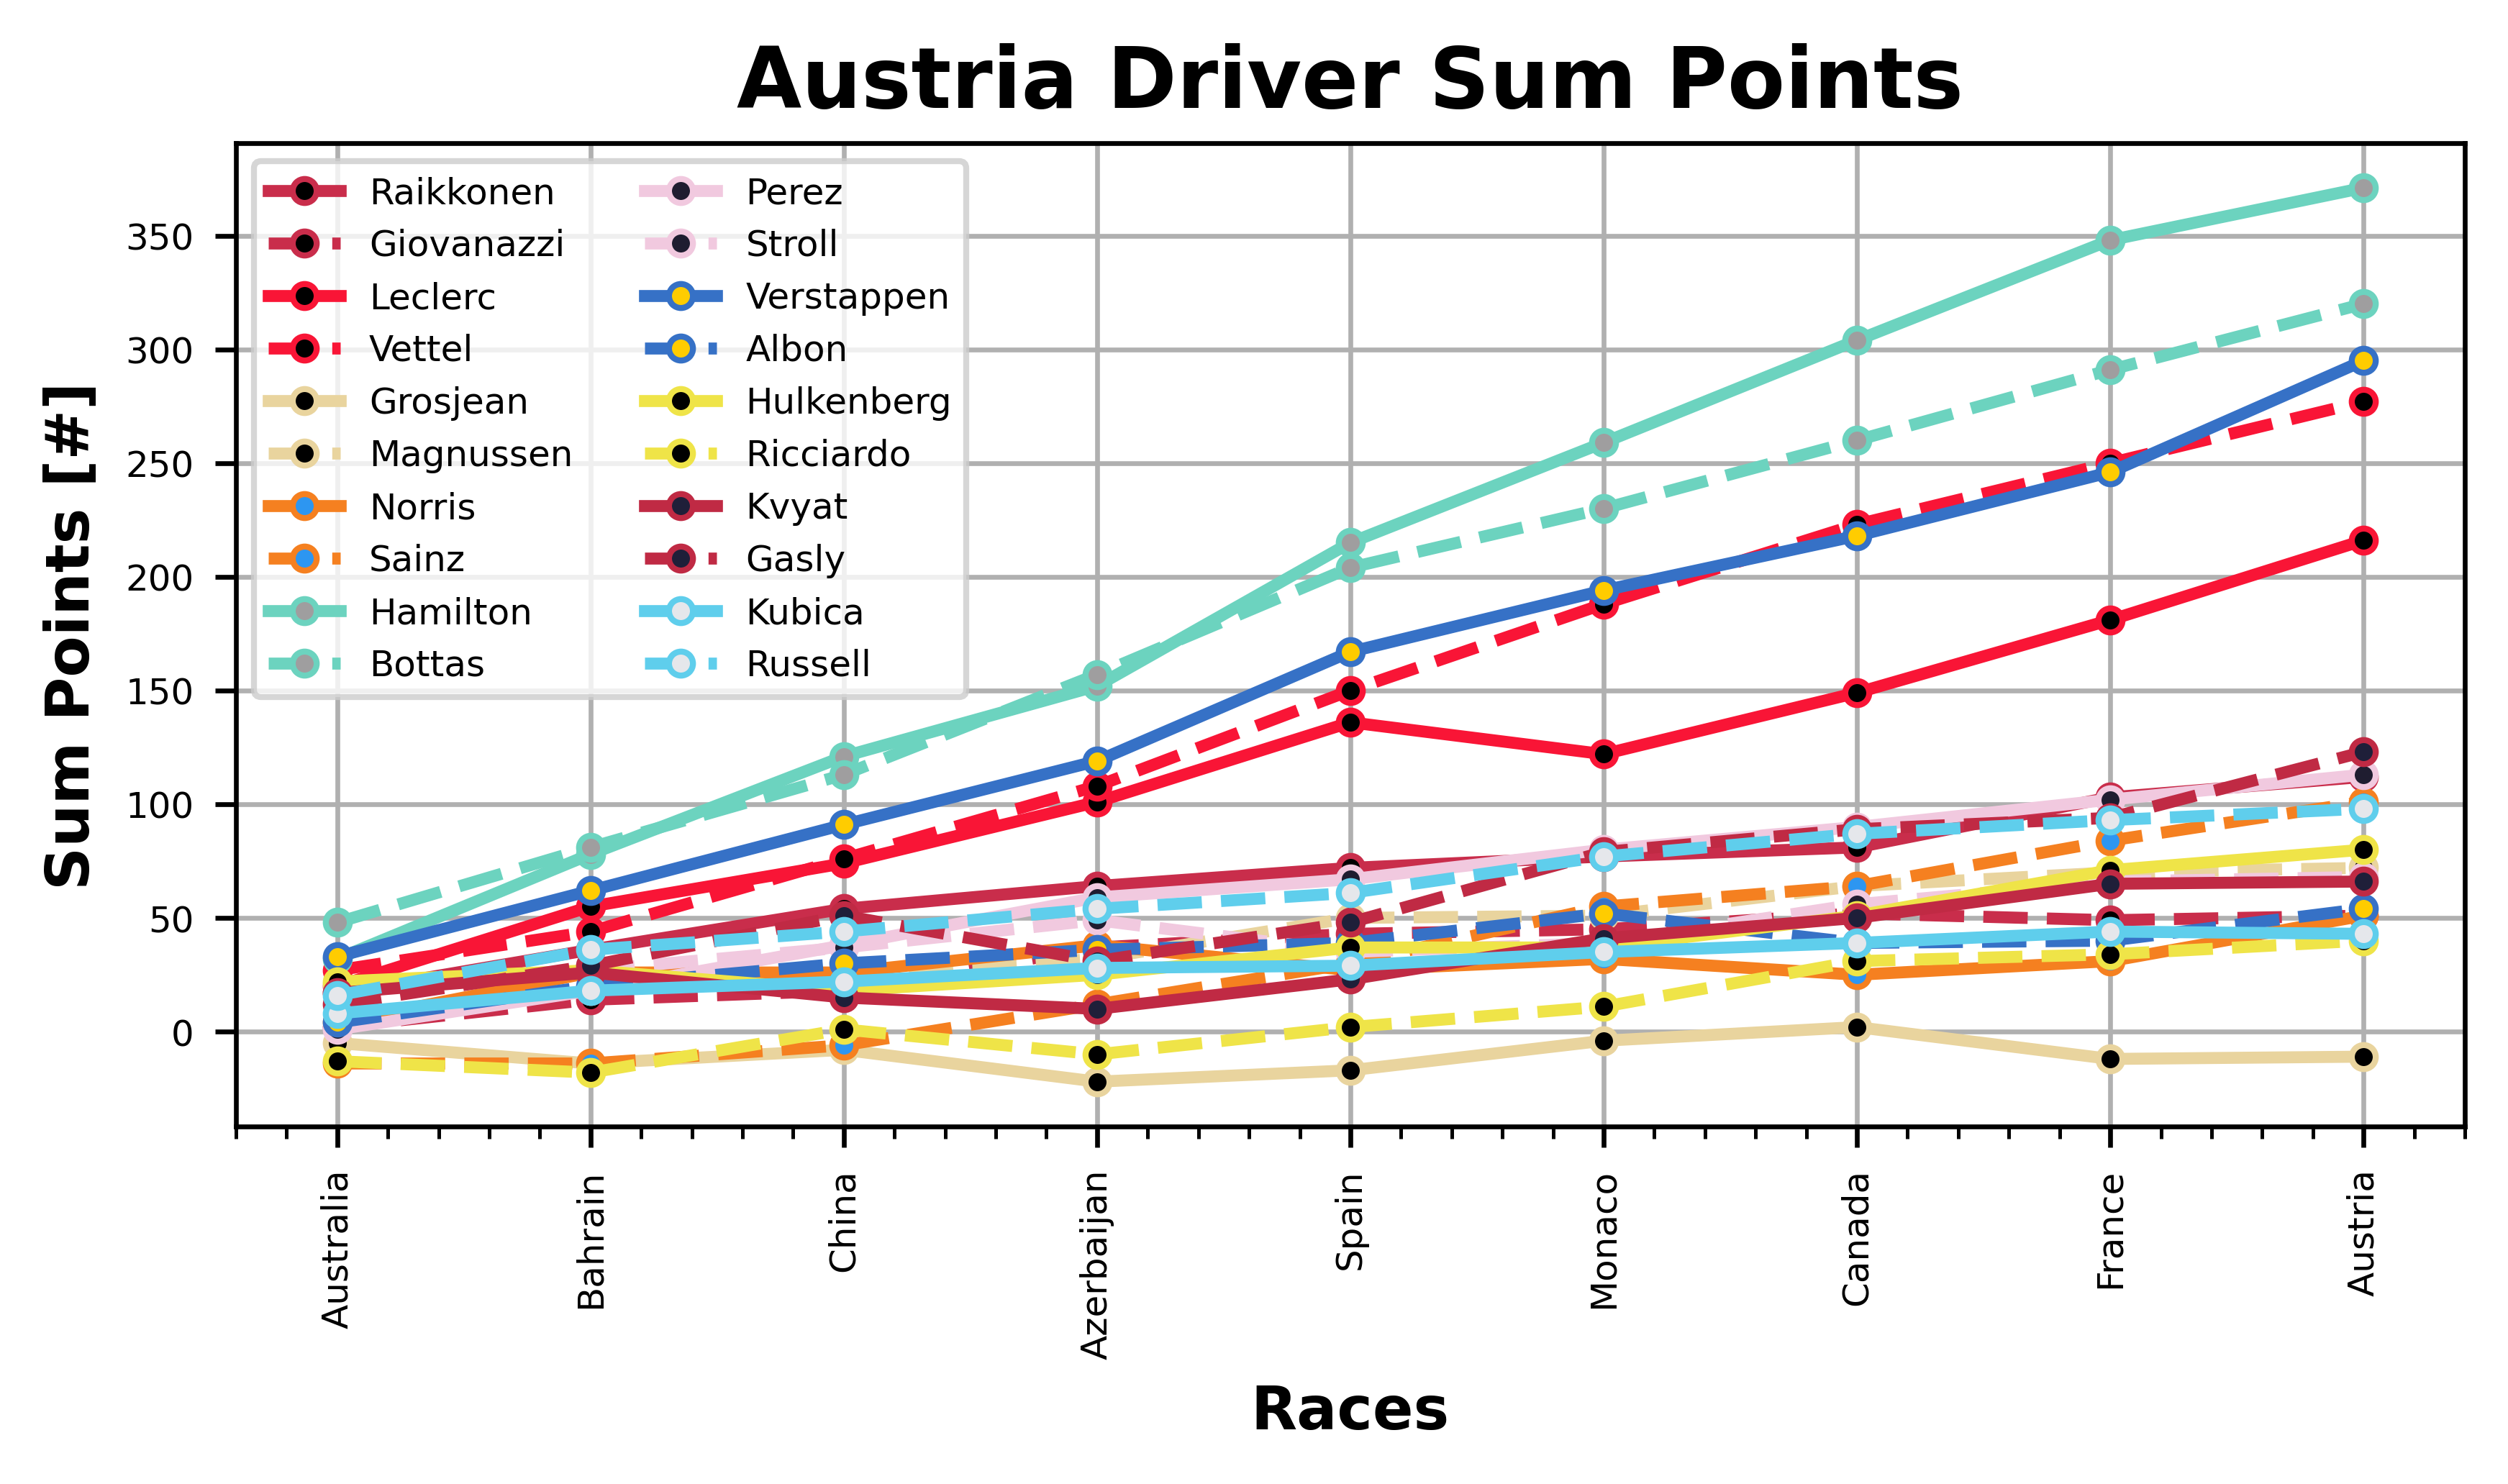 Austria Driver Sum Points
Sum Points [#]
350
300
250
200
150
100
50
0
Raikkonen
Giovanazzi
Leclerc
Vettel
Grosjean
Magnussen
Norris
Sainz
Hamilton
Bottas
Perez
Stroll
Verstappen
Albon
Hulkenberg
Ricciardo
Kvyat
Gasly
Kubica
Russell
Australia
Bahrain
China
Azerbaijan
Spain
Monaco
Canada
France
Austria
Races